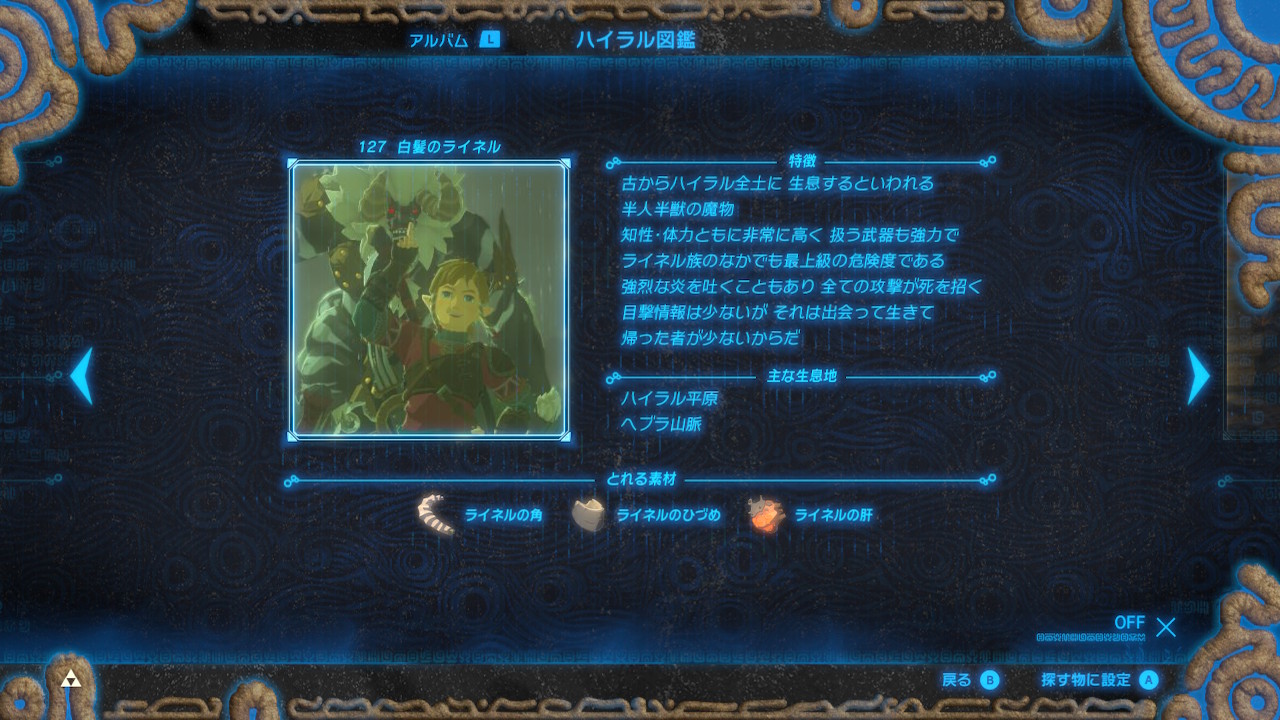 アルバム L
ハイラル図鑑
127 白髪のライネル
特徴
古からハイラル全土に 生息するといわれる
半人半獣の魔物
知性・体力ともに非常に高く 扱う武器も強力で
ライネル族のなかでも最上級の危険度である
強烈な炎を吐くこともあり 全ての攻撃が死を招く
目撃情報は少ないが それは出会って生きて
帰った者が少ないからだ
主な生息地
ハイラル平原
ヘブラ山脈
とれる素材
ライネルの角 ライネルのひづめ ライネルの肝
OFF
戻る B 探す物に設定 A